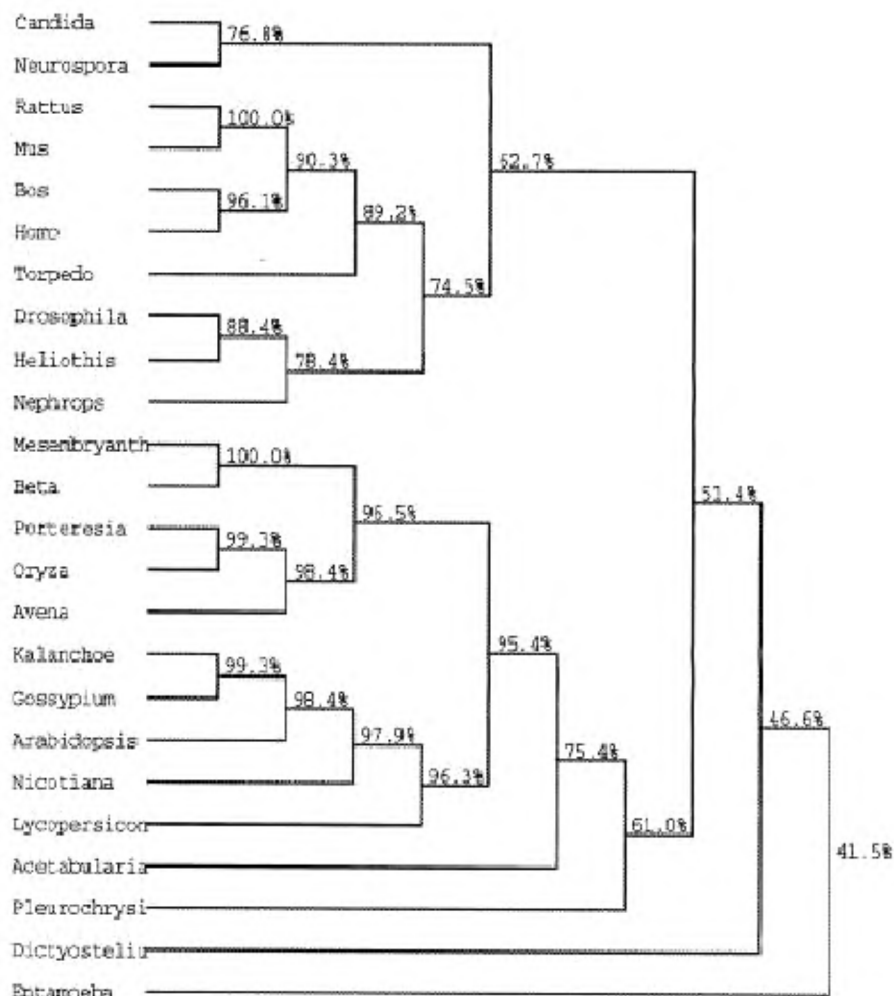 Candida
76.8%
Neurospora
62.7%
Rattus
100.0%
Mus
90.3%
Bos
96.1%
89.2%
Homo
Torpedo
74.5%
Drosophila
88.4%
Heliothis
78.4%
Nephrops
Mesembryanth
100.0%
Beta
96.5%
51.4%
Porteresia
99.3%
Oryza
98.4%
Avena
Kalanchoe
99.3%
95.4%
Gossypium
98.4%
Arabidopsis
97.9%
46.6%
75.4%
Nicotiana
96.3%
Lycopersicon
61.0%
Acetabularia
41.5%
Pleurochrysi
Dictyosteliu
Entamoeba